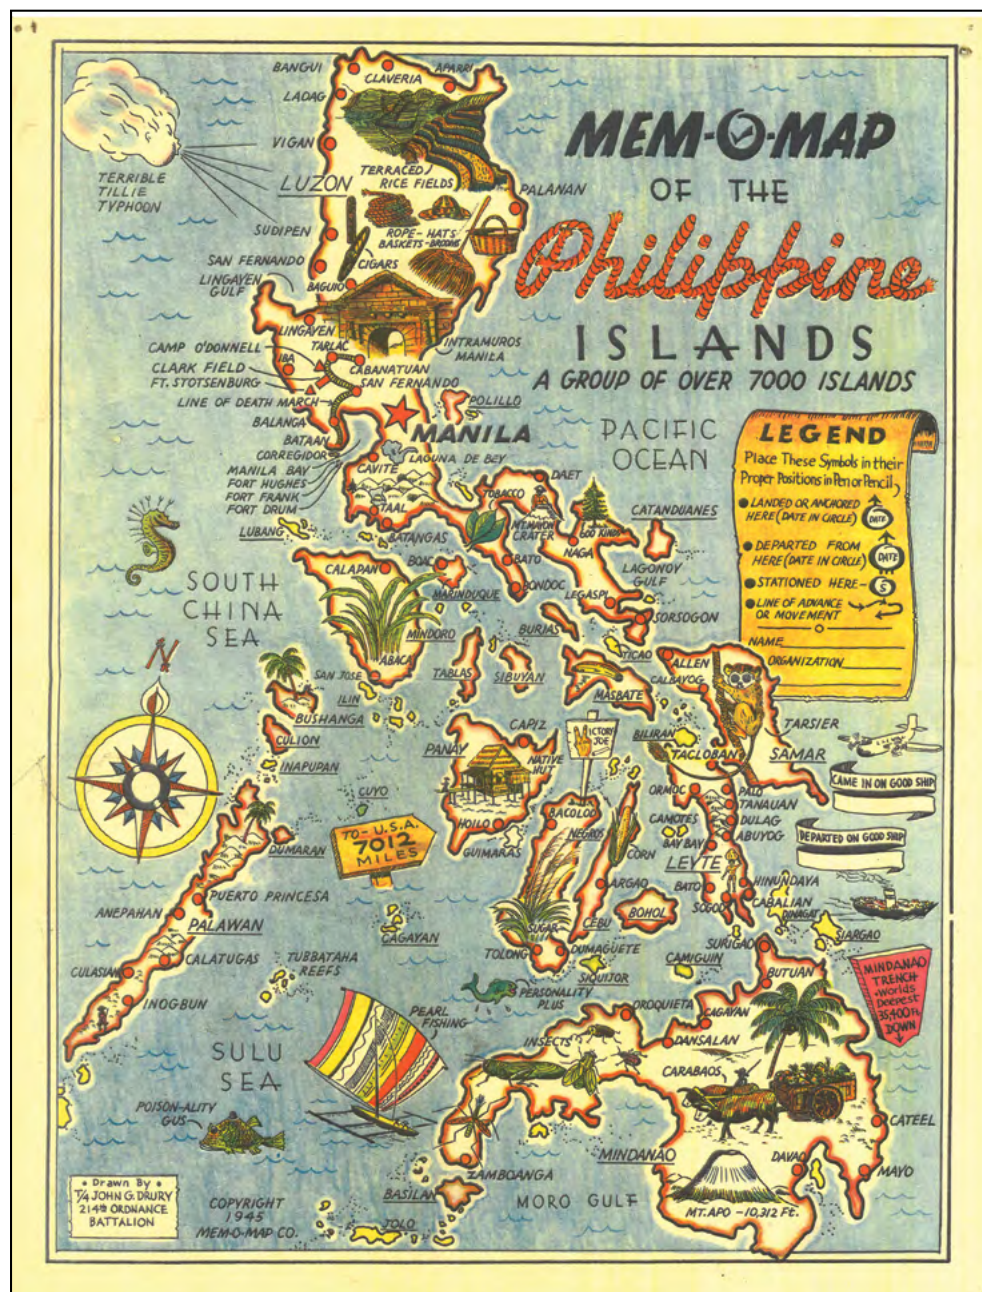 MEM-O-MAP
OF THE
Philippine
ISLANDS
A GROUP OF OVER 7000 ISLANDS
BANGUI
CLAVERIA
APARRI
LADAG
VIGAN
LUZON
TERRACED
RICE FIELDS
PALANAN
TERRIBLE
TILLIE
TYPHOON
SUDIPEN
ROPE - HATS
BASKETS - BROOMS
CIGARS
SAN FERNANDO
LINGAYEN
GULF
BAGUIO
LINGAYEN
TARLAC
INTRAMUROS
MANILA
CAMP O'DONNELL
IBA
CABANATUAN
CLARK FIELD
FT. STOTSENBURG
SAN FERNANDO
LINE OF DEATH MARCH
POLILLO
BALANGA
MANILA
BATAAN
CORREGIDOR
LAGUNA DE BEY
MANILA BAY
CAVITE
FORT HUGHES
FORT FRANK
FORT DRUM
TAAL
LUBANG
BATANGAS
PACIFIC
OCEAN
TOBACCO
DAET
MT. MAYON
CRATER
600 KINDS
CATANDUANES
NAGA
BATO
LAGONOY
GULF
BONDOC
LEGASPI
SORSOGON
LEGEND
Place These Symbols in their
Proper Positions in Pen or Pencil,
LANDED OR ANCHORED
HERE (DATE IN CIRCLE)
DATE
DEPARTED FROM
HERE (DATE IN CIRCLE)
DATE
STATIONED HERE - S
LINE OF ADVANCE
OR MOVEMENT
NAME
ORGANIZATION
SOUTH
CHINA
SEA
N
CALAPAN
BOAC
MARINDUQUE
MINDORO
ABACA
SAN JOSE
ILIN
BURIAS
TICAO
TABLAS
SIBUYAN
MASBATE
ALLEN
CALBAYOG
TARSIER
SAMAR
BUSHANGA
CULION
INAPUPAN
CUYO
PANAY
CAPIZ
NATIVE
HUT
VICTORY
JOE
BILIRAN
TACLOBAN
CAME IN ON GOOD SHIP
DEPARTED ON GOOD SHIP
HOILO
GUIMARAS
BACOLOD
NEGROS
CORN
ORMOC
PALO
TANAUAN
CAMOTES
DULAG
BAY BAY
ABUYOG
LEYTE
TO - U.S.A.
7012
MILES
DUMARAN
PUERTO PRINCESA
ANEPAHAN
PALAWAN
CAGAYAN
ARGAO
CEBU
BOHOL
BATO
HINUNDAYA
CABALIAN
SOGOD
DINAGAT
SIARGAO
SUGAR
TOLONG
DUMAGUETE
SIQUIJOR
CAMIGUIN
SURIGAO
CALATUGAS
CULASIAN
TUBBATAHA
REEFS
INOGBUN
PERSONALITY
PLUS
BUTUAN
OROQUIETA
CAGAYAN
DANSALAN
MINDANAO
TRENCH
Worlds
Deepest
35,400 Ft.
DOWN
SULU
SEA
PEARL
FISHING
INSECTS
CARABAOS
CATEEL
POISON-ALITY
GUS
MINDANAO
DAVAO
MAYO
ZAMBOANGA
BASILAN
MORO GULF
MT. APO - 10,312 Ft.
JOLO
Drawn By
T/4 JOHN G. DRURY
214th ORDNANCE
BATTALION
COPYRIGHT
1945
MEM-O-MAP CO.